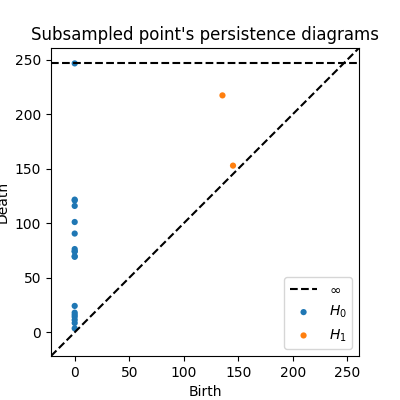 Subsampled point's persistence diagrams
250
200
150
100
50
0
Death
∞
H₀
H₁
0 50 100 150 200 250
Birth